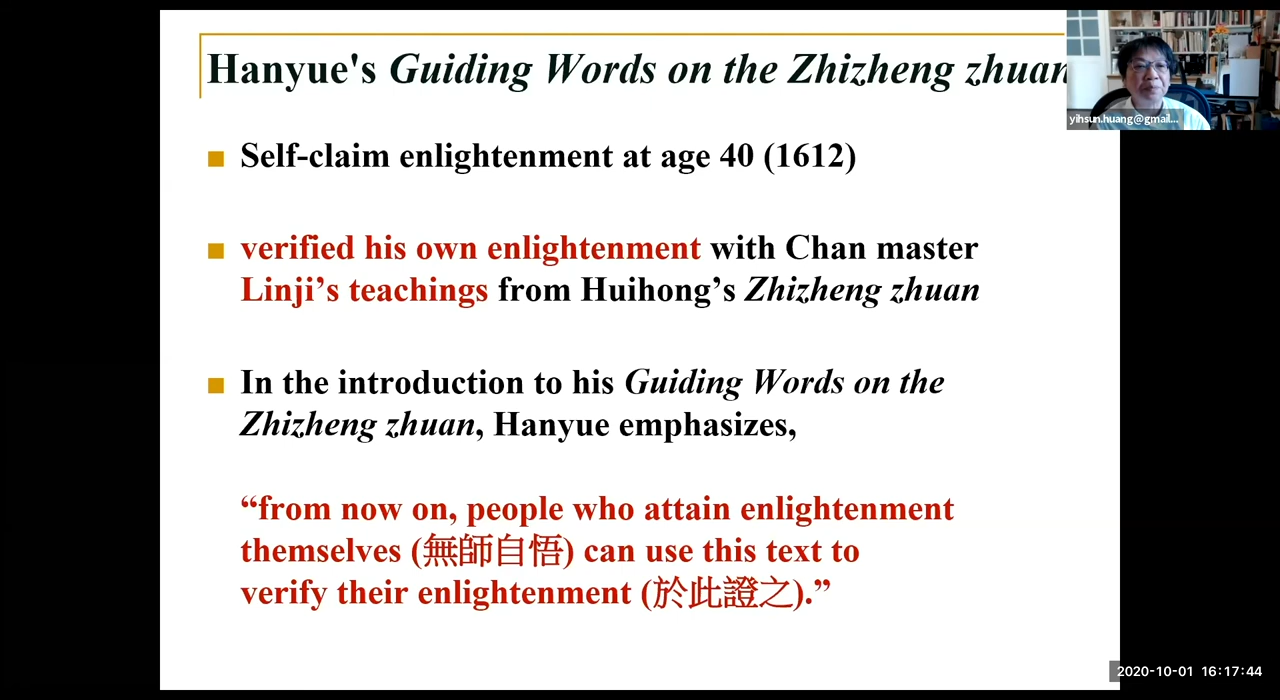 Hanyue's Guiding Words on the Zhizheng zhuan
yihsun.huang@gmail...
■ Self-claim enlightenment at age 40 (1612)
■ verified his own enlightenment with Chan master
Linji’s teachings from Huihong’s Zhizheng zhuan
■ In the introduction to his Guiding Words on the
Zhizheng zhuan, Hanyue emphasizes,
“from now on, people who attain enlightenment
themselves (無師自悟) can use this text to
verify their enlightenment (於此證之).”
2020-10-01 16:17:44